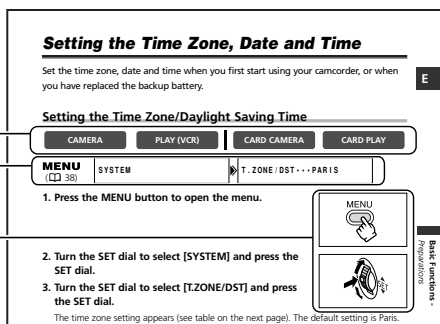 Setting the Time Zone, Date and Time
Set the time zone, date and time when you first start using your camcorder, or when
you have replaced the backup battery.
E
Setting the Time Zone/Daylight Saving Time
CAMERA PLAY (VCR) CARD CAMERA CARD PLAY
MENU
( 38)
SYSTEM T.ZONE/DST•••PARIS
1. Press the MENU button to open the menu.
MENU
2. Turn the SET dial to select [SYSTEM] and press the
SET dial.
3. Turn the SET dial to select [T.ZONE/DST] and press
the SET dial.
The time zone setting appears (see table on the next page). The default setting is Paris.
Basic Functions -
Preparations